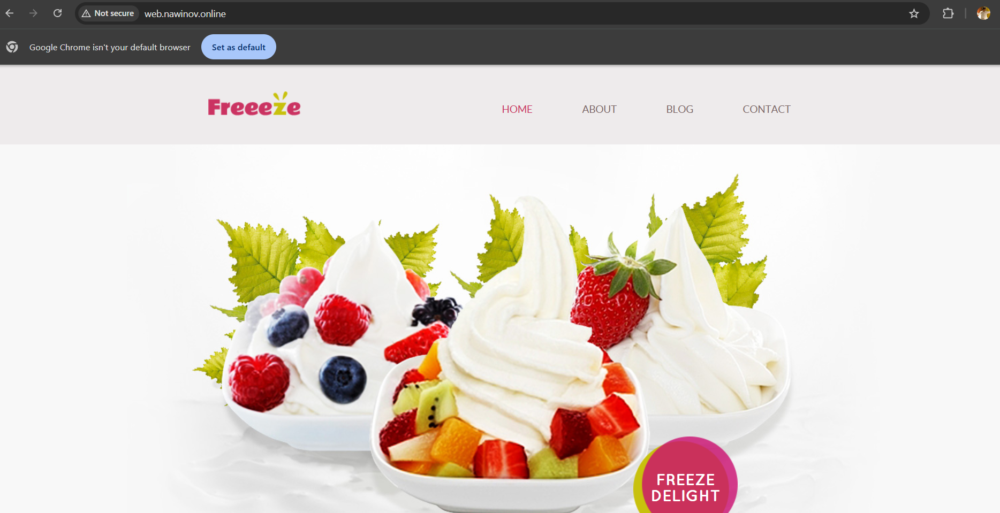 Not secure
web.nawinov.online
Google Chrome isn't your default browser
Set as default
Freeeze
HOME
ABOUT
BLOG
CONTACT
FREEZE
DELIGHT